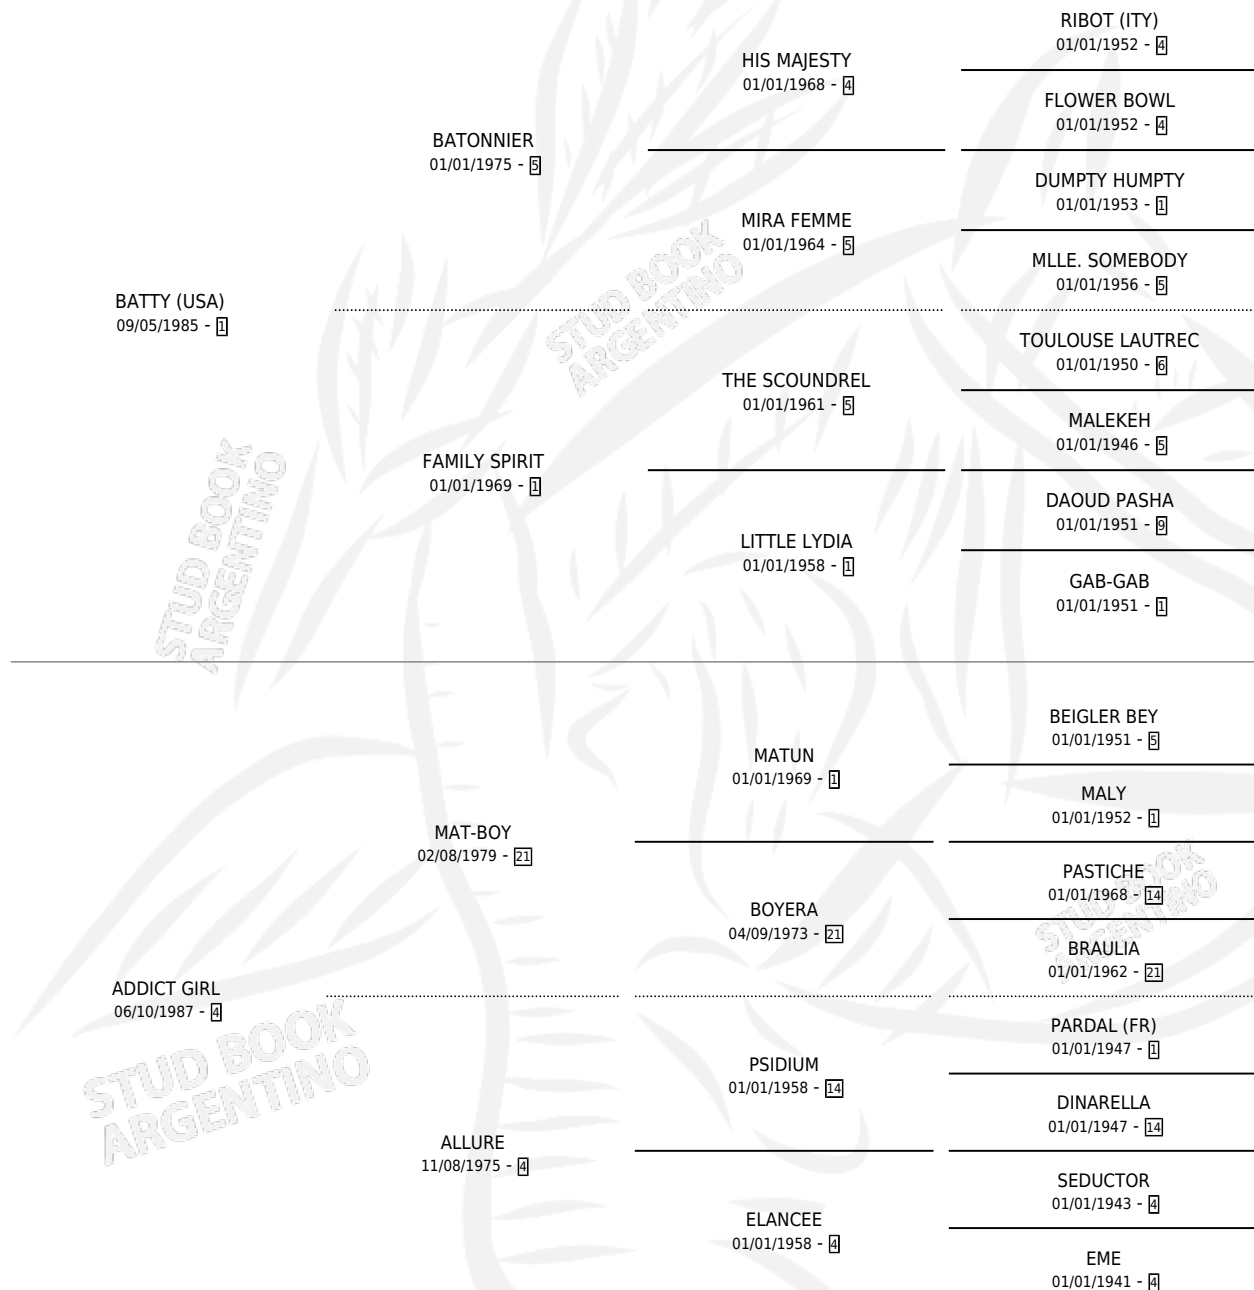 RIBOT (ITY)
01/01/1952 - 4
HIS MAJESTY
01/01/1968 - 4
FLOWER BOWL
01/01/1952 - 4
BATONNIER
01/01/1975 - 5
DUMPTY HUMPTY
01/01/1953 - 1
MIRA FEMME
01/01/1964 - 5
MLLE. SOMEBODY
01/01/1956 - 5
BATTY (USA)
09/05/1985 - 1
TOULOUSE LAUTREC
01/01/1950 - 6
THE SCOUNDREL
01/01/1961 - 5
MALEKEH
01/01/1946 - 5
FAMILY SPIRIT
01/01/1969 - 1
DAOUD PASHA
01/01/1951 - 9
LITTLE LYDIA
01/01/1958 - 1
GAB-GAB
01/01/1951 - 1
BEIGLER BEY
01/01/1951 - 5
MATUN
01/01/1969 - 1
MALY
01/01/1952 - 1
MAT-BOY
02/08/1979 - 21
PASTICHE
01/01/1968 - 14
BOYERA
04/09/1973 - 21
BRAULIA
01/01/1962 - 21
ADDICT GIRL
06/10/1987 - 4
PARDAL (FR)
01/01/1947 - 1
PSIDIUM
01/01/1958 - 14
DINARELLA
01/01/1947 - 14
ALLURE
11/08/1975 - 4
SEDUCTOR
01/01/1943 - 4
ELANCEE
01/01/1958 - 4
EME
01/01/1941 - 4
STUD BOOK
ARGENTINO
STUD BOOK
ARGENTINO
STUD BOOK
ARGENTINO
STUD BOOK
ARGENTINO